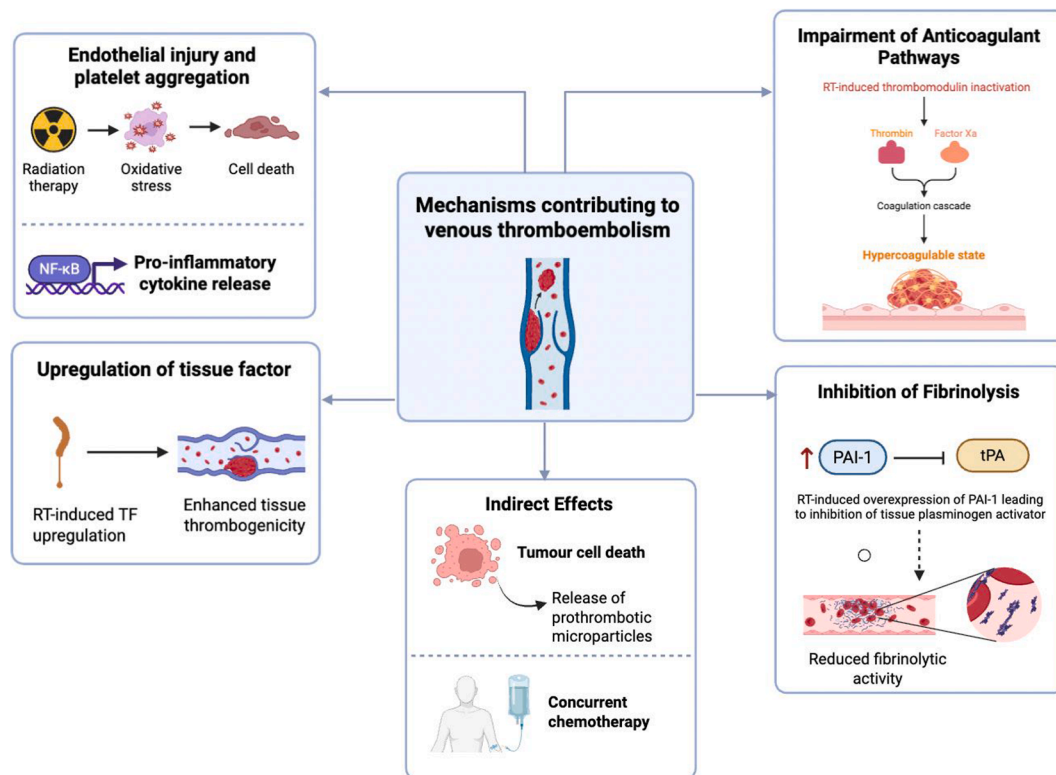 Endothelial injury and
platelet aggregation
Radiation
therapy
Oxidative
stress
Cell death
NF-κB
Pro-inflammatory
cytokine release
Upregulation of tissue factor
RT-induced TF
upregulation
Enhanced tissue
thrombogenicity
Mechanisms contributing to
venous thromboembolism
Indirect Effects
Tumour cell death
Release of
prothrombotic
microparticles
Concurrent
chemotherapy
Impairment of Anticoagulant
Pathways
RT-induced thrombomodulin inactivation
Thrombin
Factor Xa
Coagulation cascade
Hypercoagulable state
Inhibition of Fibrinolysis
PAI-1
tPA
RT-induced overexpression of PAI-1 leading
to inhibition of tissue plasminogen activator
Reduced fibrinolytic
activity